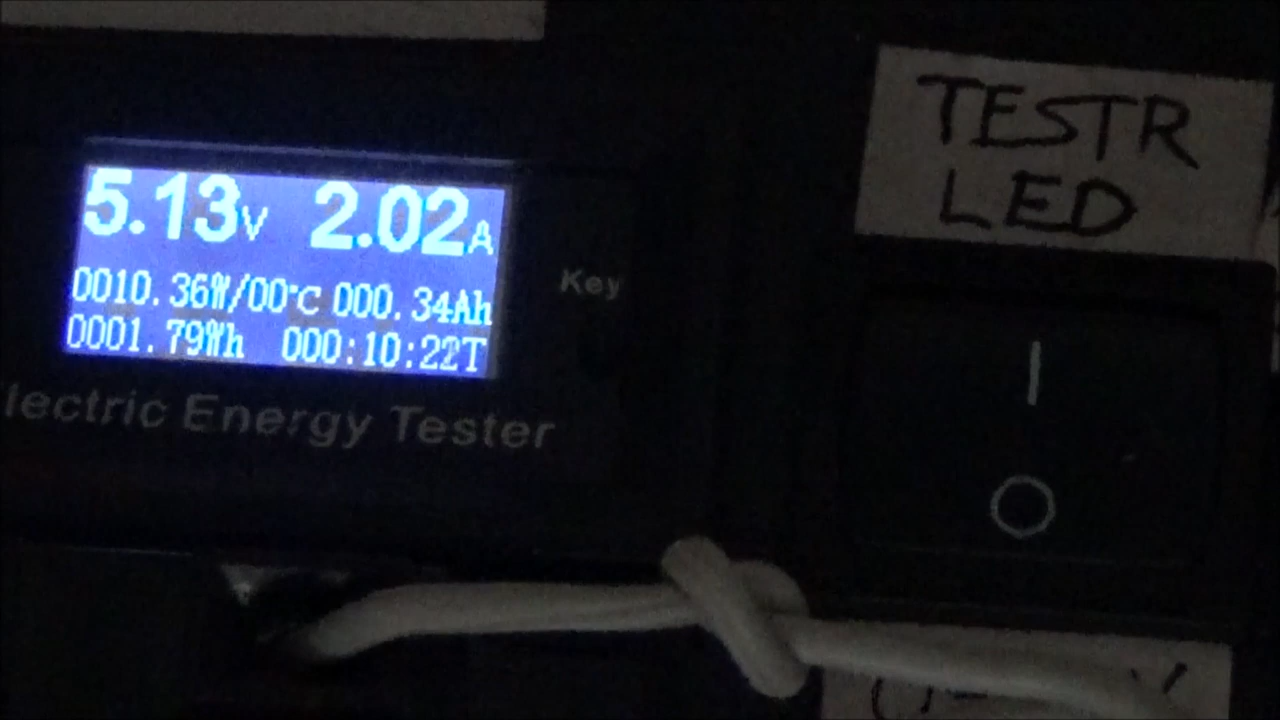 5.13V 2.02A
0010.36W/00℃ 000.34Ah
0001.79Wh 000:10:22T
Key
lectric Energy Tester
TESTR
LED